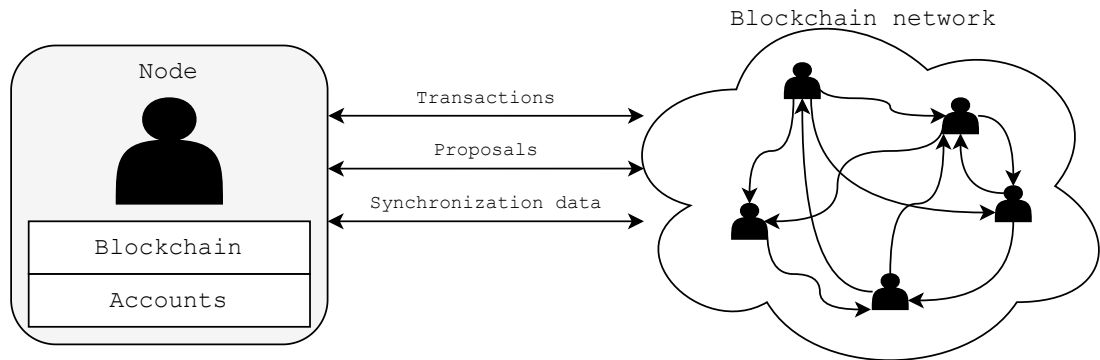 Blockchain network
Node
Transactions
Proposals
Synchronization data
Blockchain
Accounts